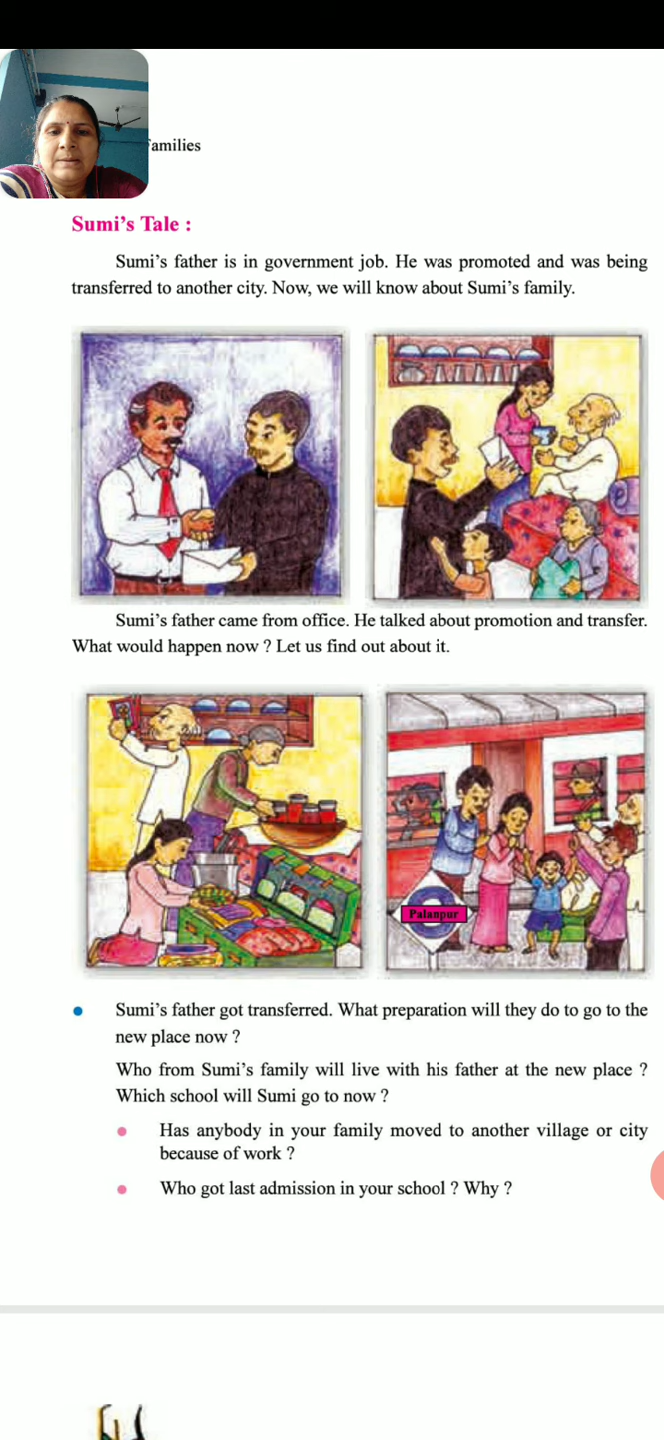 amilies
Sumi's Tale :
Sumi's father is in government job. He was promoted and was being
transferred to another city. Now, we will know about Sumi's family.
Sumi's father came from office. He talked about promotion and transfer.
What would happen now ? Let us find out about it.
Palanpur
Sumi's father got transferred. What preparation will they do to go to the
new place now ?
Who from Sumi's family will live with his father at the new place ?
Which school will Sumi go to now ?
Has anybody in your family moved to another village or city
because of work ?
Who got last admission in your school ? Why ?